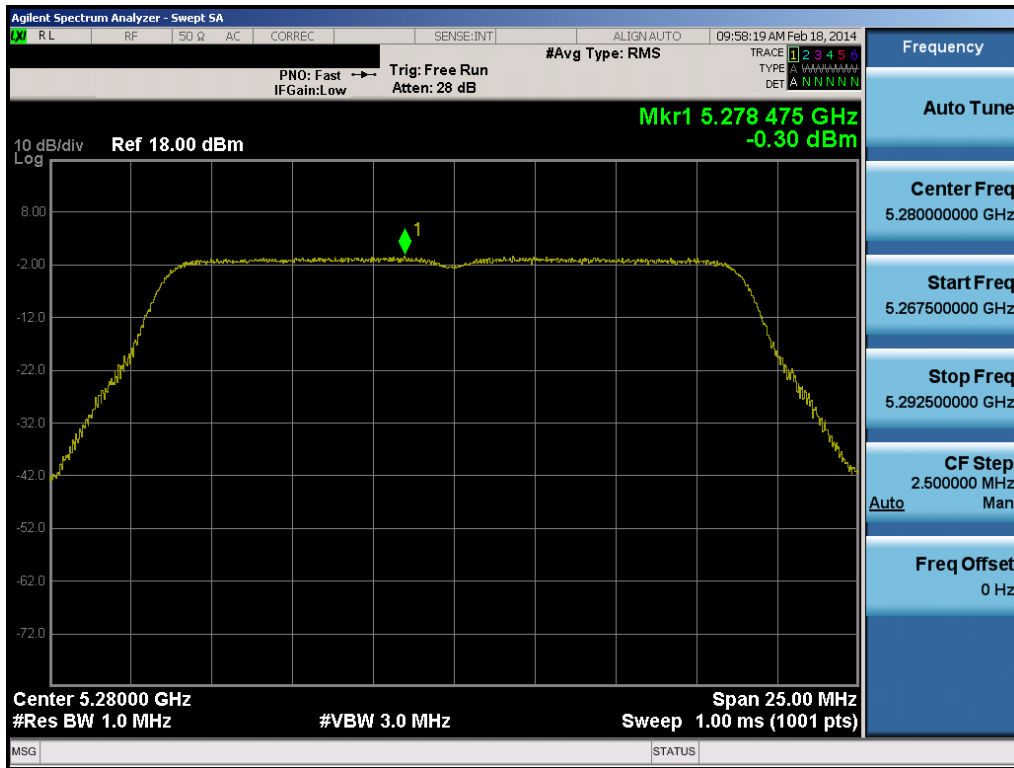 Agilent Spectrum Analyzer - Swept SA
LXI RL RF 50 Ω AC CORREC SENSE:INT ALIGN AUTO 09:58:19 AM Feb 18, 2014
#Avg Type: RMS
TRACE 1 2 3 4 5 6
TYPE A WWWWW
DET A N N N N N
PNO: Fast
IFGain:Low
Trig: Free Run
Atten: 28 dB
Mkr1 5.278 475 GHz
-0.30 dBm
10 dB/div Ref 18.00 dBm
Log
1
8.00
-2.00
-12.0
-22.0
-32.0
-42.0
-52.0
-62.0
-72.0
Center 5.28000 GHz Span 25.00 MHz
#Res BW 1.0 MHz #VBW 3.0 MHz Sweep 1.00 ms (1001 pts)
MSG STATUS
Frequency
Auto Tune
Center Freq
5.280000000 GHz
Start Freq
5.267500000 GHz
Stop Freq
5.292500000 GHz
CF Step
2.500000 MHz
Auto Man
Freq Offset
0 Hz